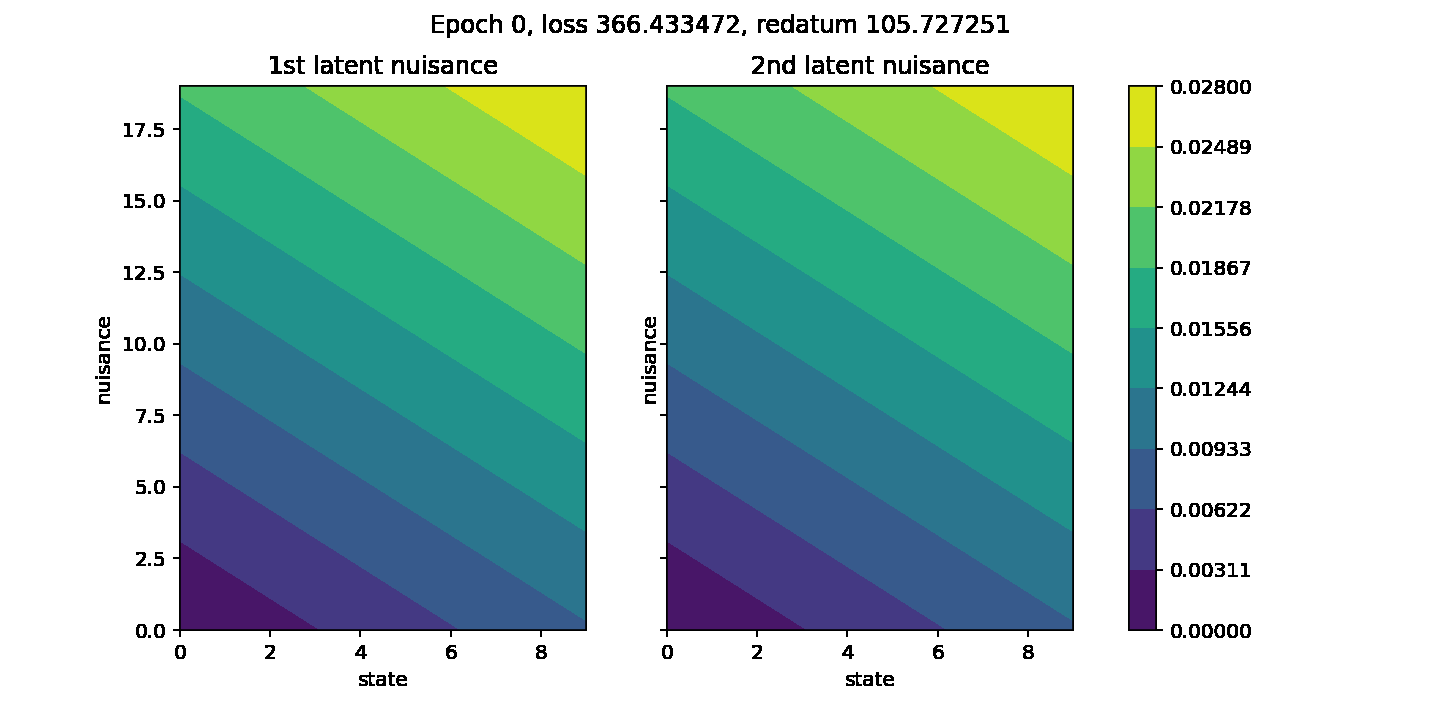 Epoch 0, loss 366.433472, redatum 105.727251
1st latent nuisance
2nd latent nuisance
17.5
15.0
12.5
10.0
7.5
5.0
2.5
0.0
nuisance
0 2 4 6 8
state
nuisance
0 2 4 6 8
state
0.02800
0.02489
0.02178
0.01867
0.01556
0.01244
0.00933
0.00622
0.00311
0.00000